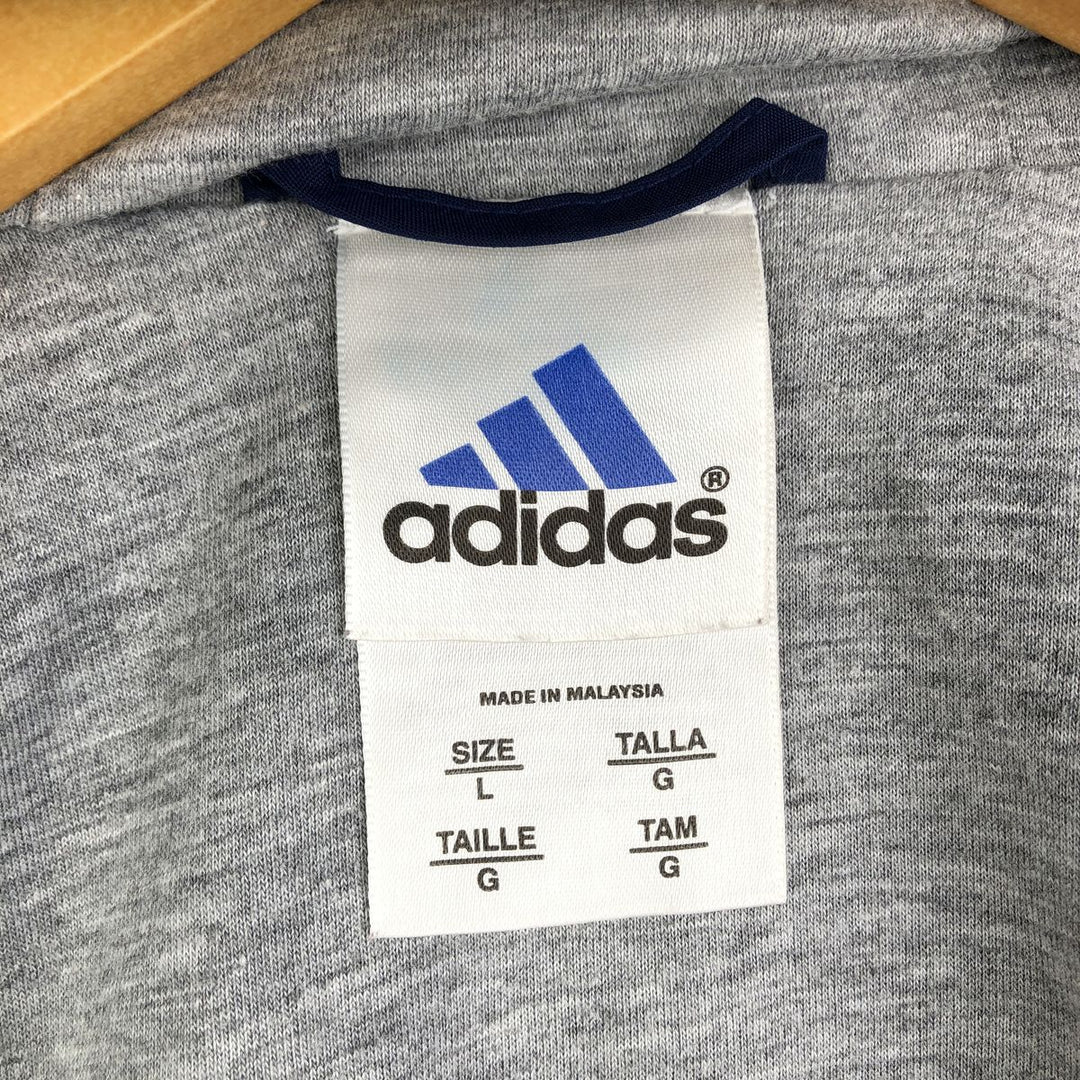 adidas®
MADE IN MALAYSIA
SIZE TALLA
L G
TAILLE TAM
G G